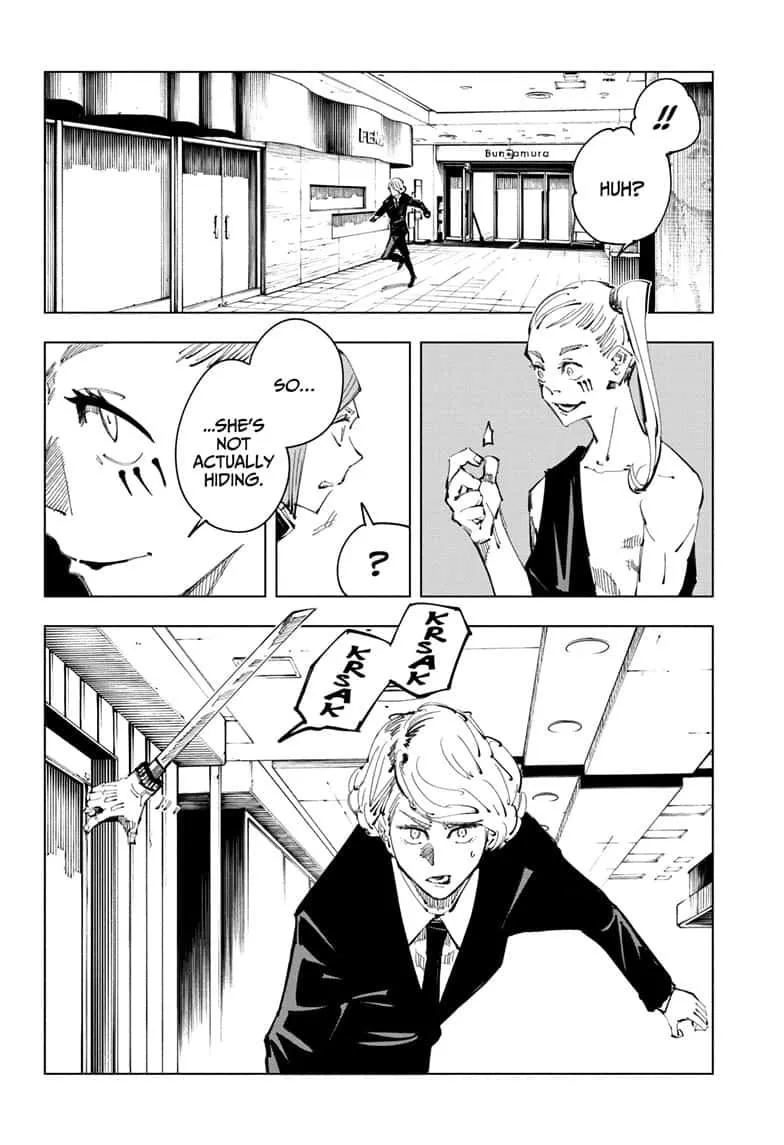 !!
HUH?
FEN
Bunkamura
SO...
...SHE'S
NOT
ACTUALLY
HIDING.
?
KRSAK
KRSAK